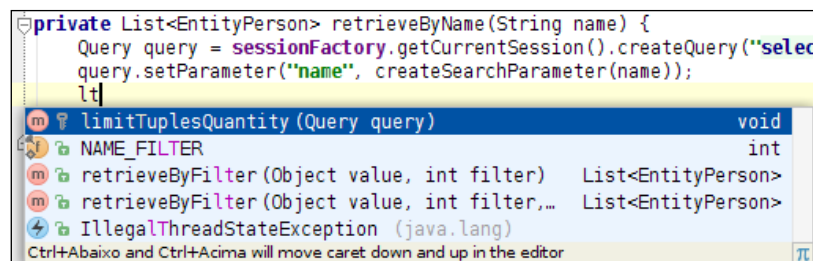 private List<EntityPerson> retrieveByName(String name) {
Query query = sessionFactory.getCurrentSession().createQuery("selec
query.setParameter("name", createSearchParameter(name));
lt
m limitTuplesQuantity(Query query) void
f NAME_FILTER int
m retrieveByFilter(Object value, int filter) List<EntityPerson>
m retrieveByFilter(Object value, int filter,… List<EntityPerson>
IllegalThreadStateException (java.lang)
Ctrl+Abaixo and Ctrl+Acima will move caret down and up in the editor π